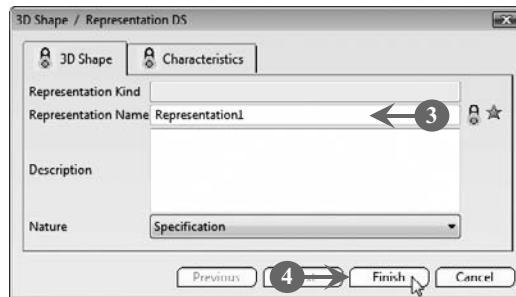 3D Shape / Representation DS
3D Shape
Characteristics
Representation Kind
Representation Name Representation1
3
Description
Nature Specification
Previous 4 Finish Cancel